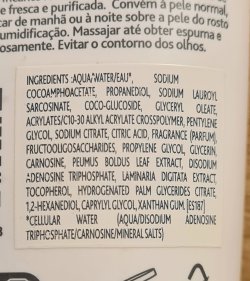 e fresca e purificada. Convém à pele normal,
car de manhã ou à noite sobre a pele do rosto
umidificação. Massajar até obter espuma e
osamente. Evitar o contorno dos olhos.
INGREDIENTS :AQUA/WATER/EAU*, SODIUM
COCOAMPHOACETATE, PROPANEDIOL, SODIUM LAUROYL
SARCOSINATE, COCO-GLUCOSIDE, GLYCERYL OLEATE,
ACRYLATES/C10-30 ALKYL ACRYLATE CROSSPOLYMER, PENTYLENE
GLYCOL, SODIUM CITRATE, CITRIC ACID, FRAGRANCE (PARFUM),
FRUCTOOLIGOSACCHARIDES, PROPYLENE GLYCOL, GLYCERIN,
CARNOSINE, PEUMUS BOLDUS LEAF EXTRACT, DISODIUM
ADENOSINE TRIPHOSPHATE, LAMINARIA DIGITATA EXTRACT,
TOCOPHEROL, HYDROGENATED PALM GLYCERIDES CITRATE,
1,2-HEXANEDIOL, CAPRYLYL GLYCOL, XANTHAN GUM. [ES187]
*CELLULAR WATER (AQUA/DISODIUM ADENOSINE
TRIPHOSPHATE/CARNOSINE/MINERAL SALTS)